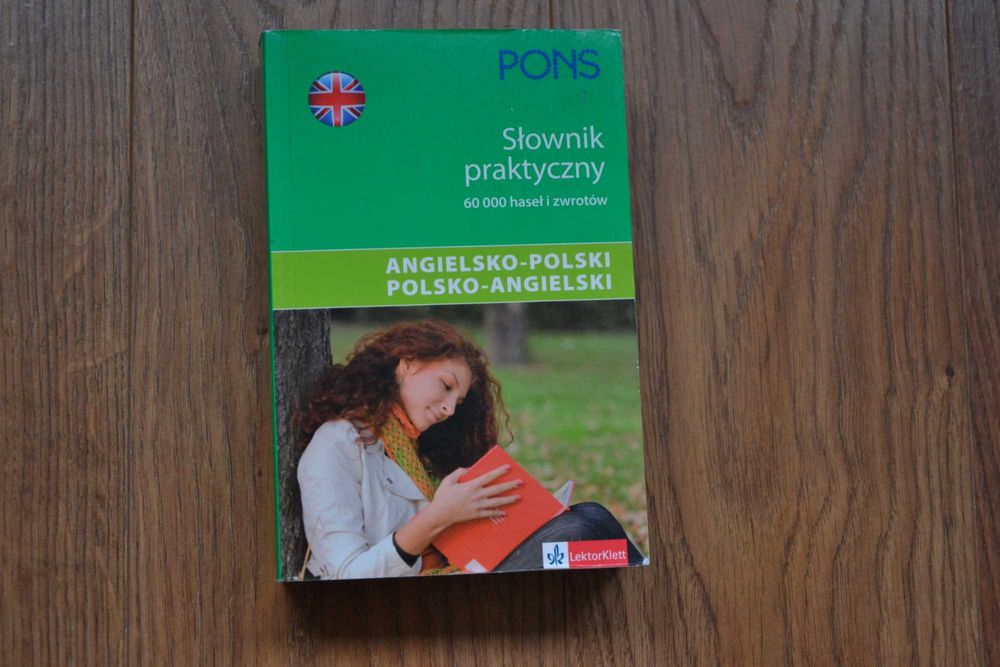 PONS
Słownik
praktyczny
60 000 haseł i zwrotów
ANGIELSKO-POLSKI
POLSKO-ANGIELSKI
LektorKlett